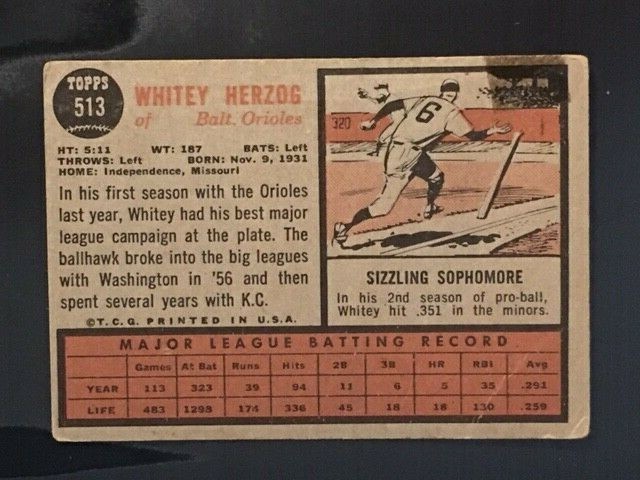 TOPPS
513
WHITEY HERZOG
of Balt. Orioles
HT: 5:11 WT: 187 BATS: Left
THROWS: Left BORN: Nov. 9, 1931
HOME: Independence, Missouri
In his first season with the Orioles
last year, Whitey had his best major
league campaign at the plate. The
ballhawk broke into the big leagues
with Washington in '56 and then
spent several years with K.C.
©T.C.G. PRINTED IN U.S.A.
320
6
SIZZLING SOPHOMORE
In his 2nd season of pro-ball,
Whitey hit .351 in the minors.
MAJOR LEAGUE BATTING RECORD
Games At Bat Runs Hits 2B 3B HR RBI Avg
YEAR 113 323 39 94 11 6 5 35 .291
LIFE 483 1298 174 336 45 18 18 130 .259